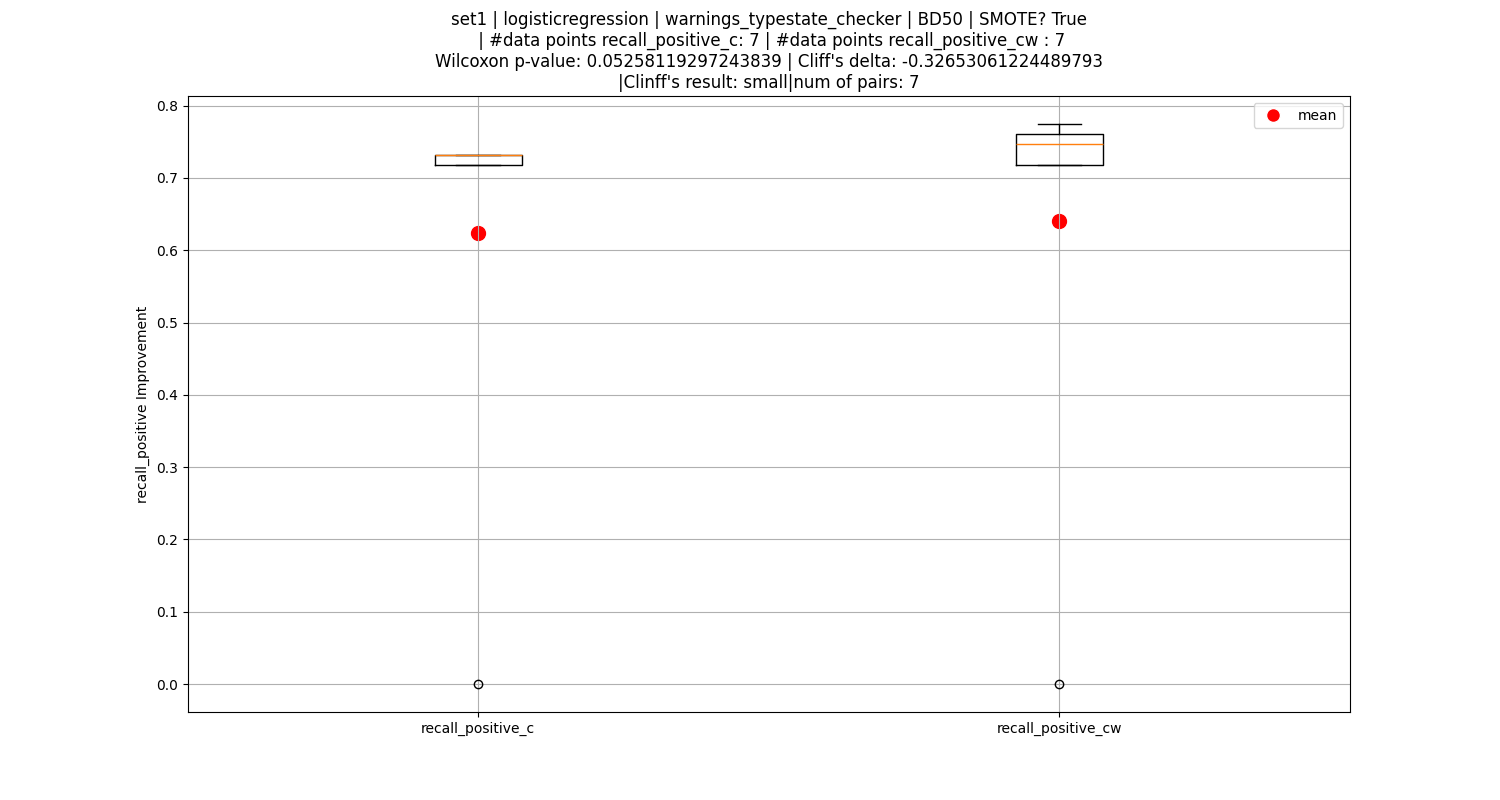 set1 | logisticregression | warnings_typestate_checker | BD50 | SMOTE? True
| #data points recall_positive_c: 7 | #data points recall_positive_cw : 7
Wilcoxon p-value: 0.05258119297243839 | Cliff's delta: -0.32653061224489793
|Clinff's result: small|num of pairs: 7
mean
recall_positive Improvement
0.8
0.7
0.6
0.5
0.4
0.3
0.2
0.1
0.0
recall_positive_c
recall_positive_cw